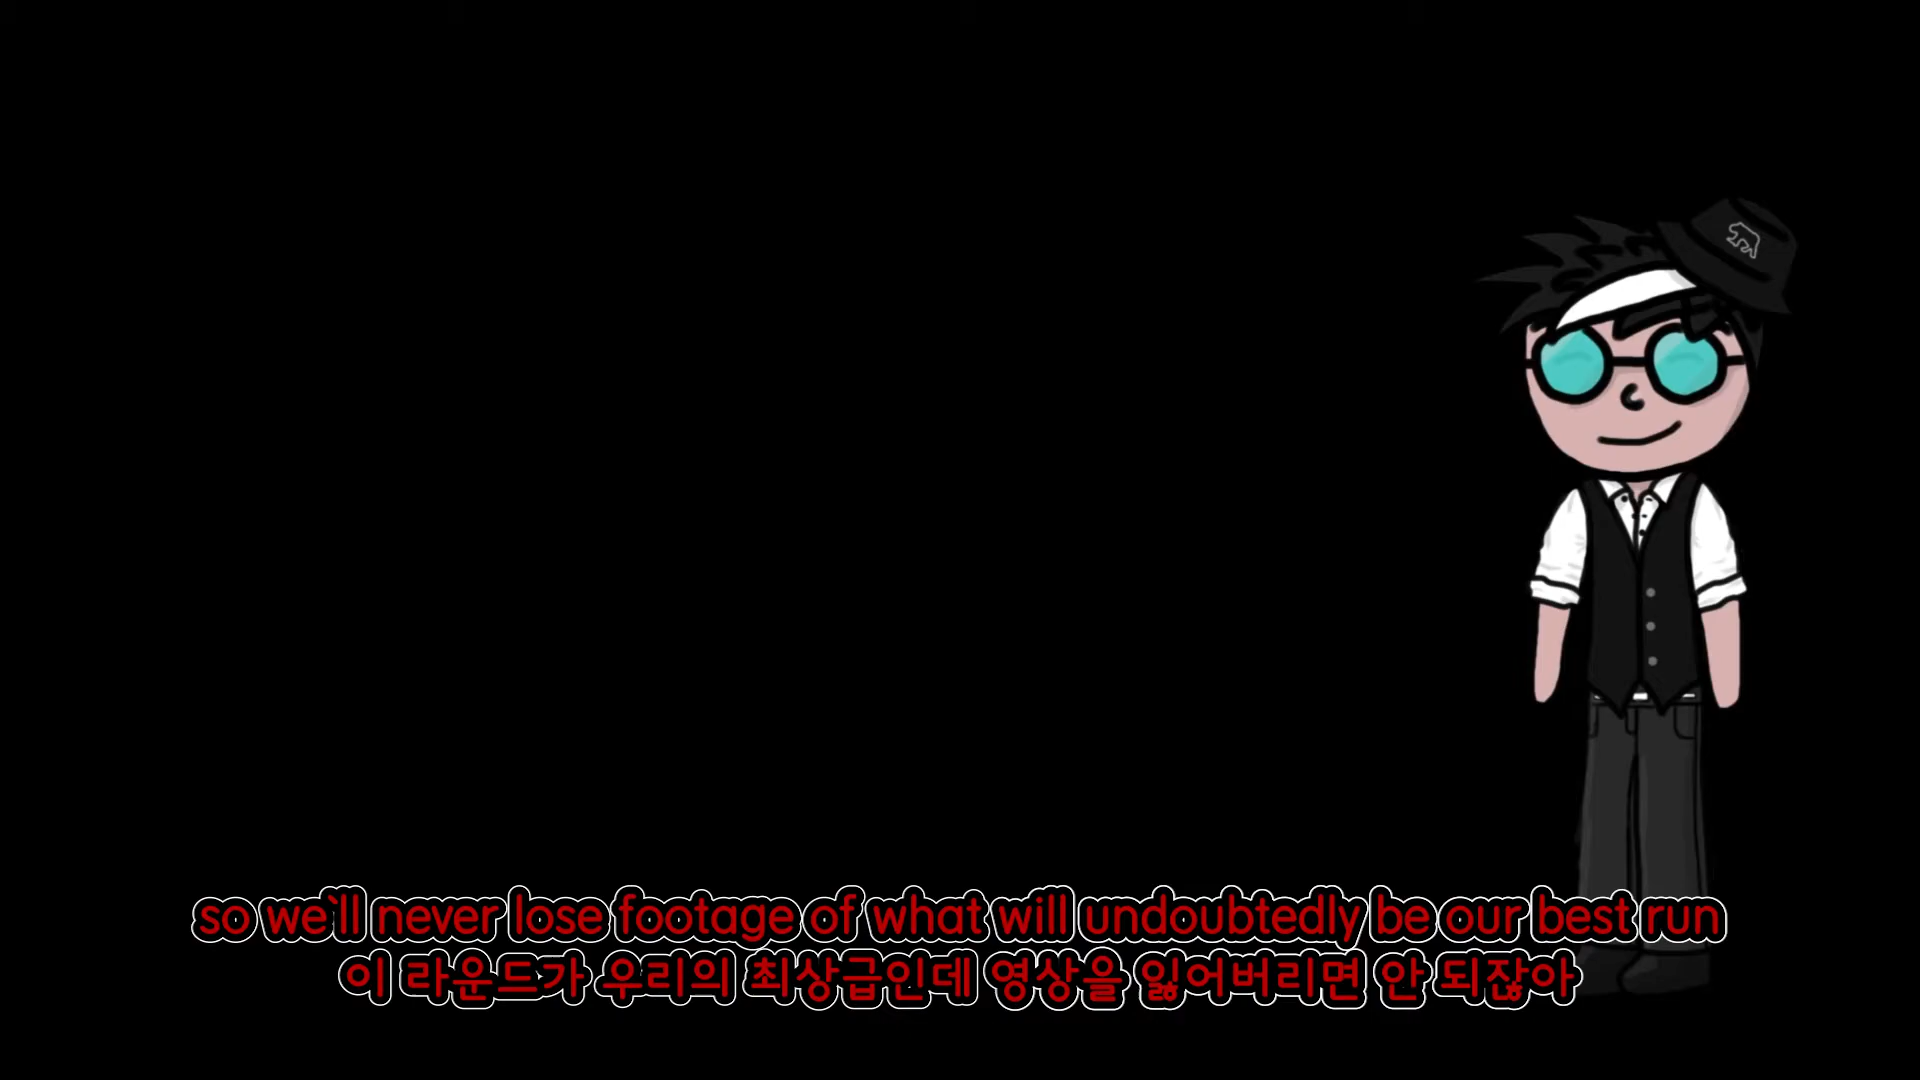 so we`ll never lose footage of what will undoubtedly be our best run
이 라운드가 우리의 최상급인데 영상을 잃어버리면 안 되잖아